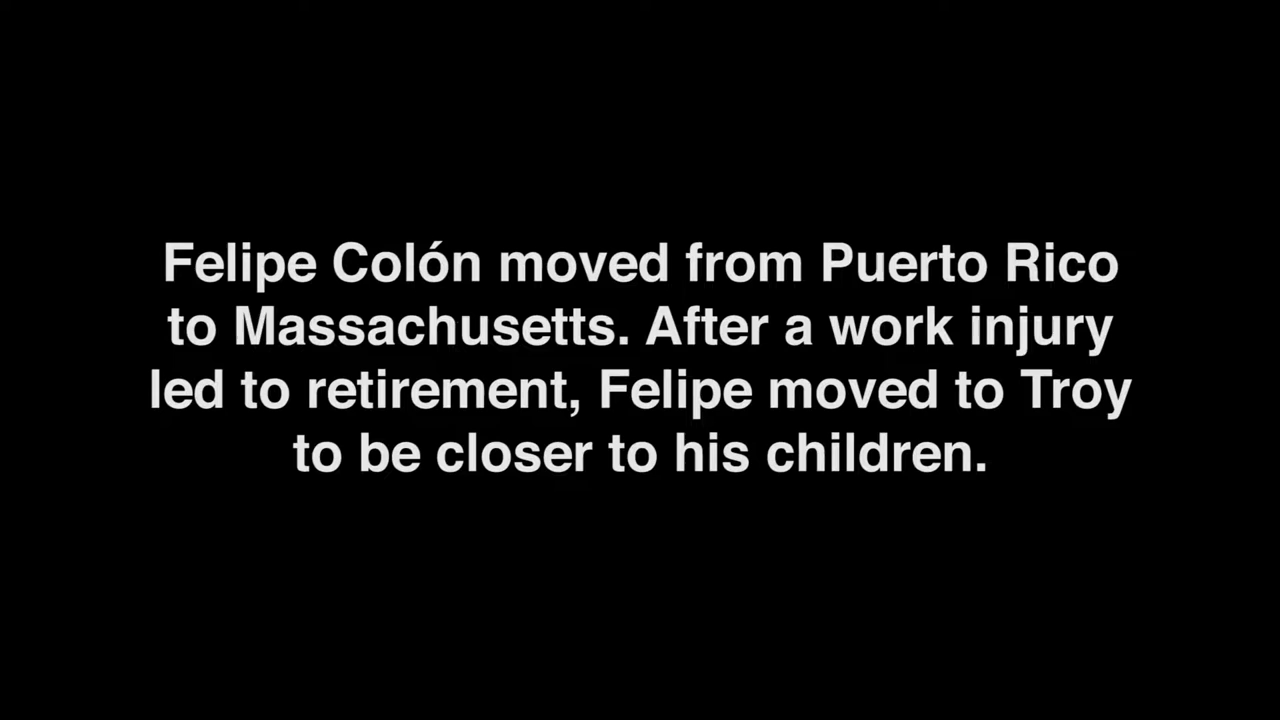 Felipe Colón moved from Puerto Rico
to Massachusetts. After a work injury
led to retirement, Felipe moved to Troy
to be closer to his children.